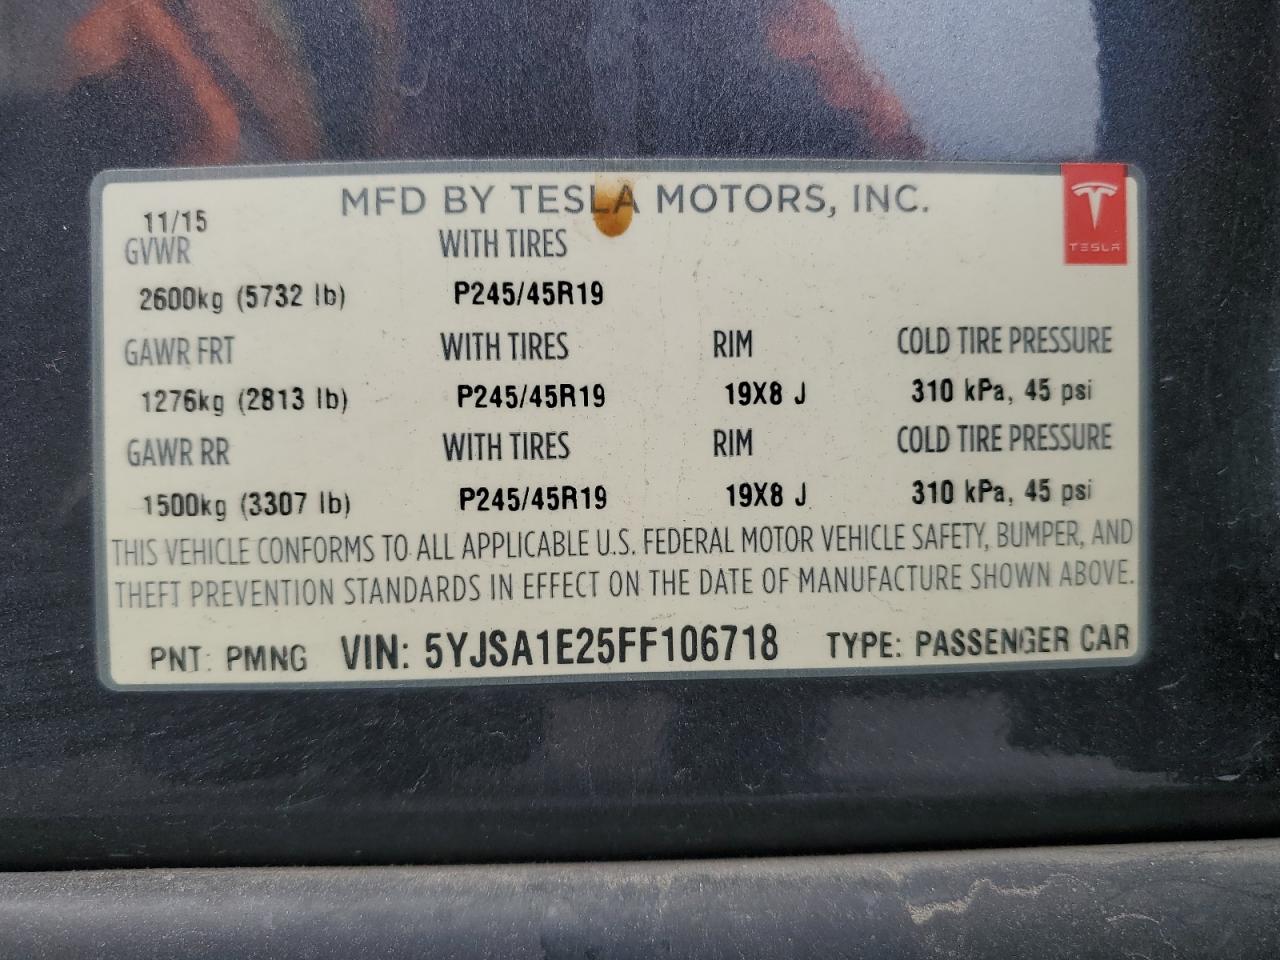 MFD BY TESLA MOTORS, INC.
TESLA
11/15
GVWR WITH TIRES
2600kg (5732 lb) P245/45R19
GAWR FRT WITH TIRES RIM COLD TIRE PRESSURE
1276kg (2813 lb) P245/45R19 19X8 J 310 kPa, 45 psi
GAWR RR WITH TIRES RIM COLD TIRE PRESSURE
1500kg (3307 lb) P245/45R19 19X8 J 310 kPa, 45 psi
THIS VEHICLE CONFORMS TO ALL APPLICABLE U.S. FEDERAL MOTOR VEHICLE SAFETY, BUMPER, AND
THEFT PREVENTION STANDARDS IN EFFECT ON THE DATE OF MANUFACTURE SHOWN ABOVE.
PNT: PMNG VIN: 5YJSA1E25FF106718 TYPE: PASSENGER CAR